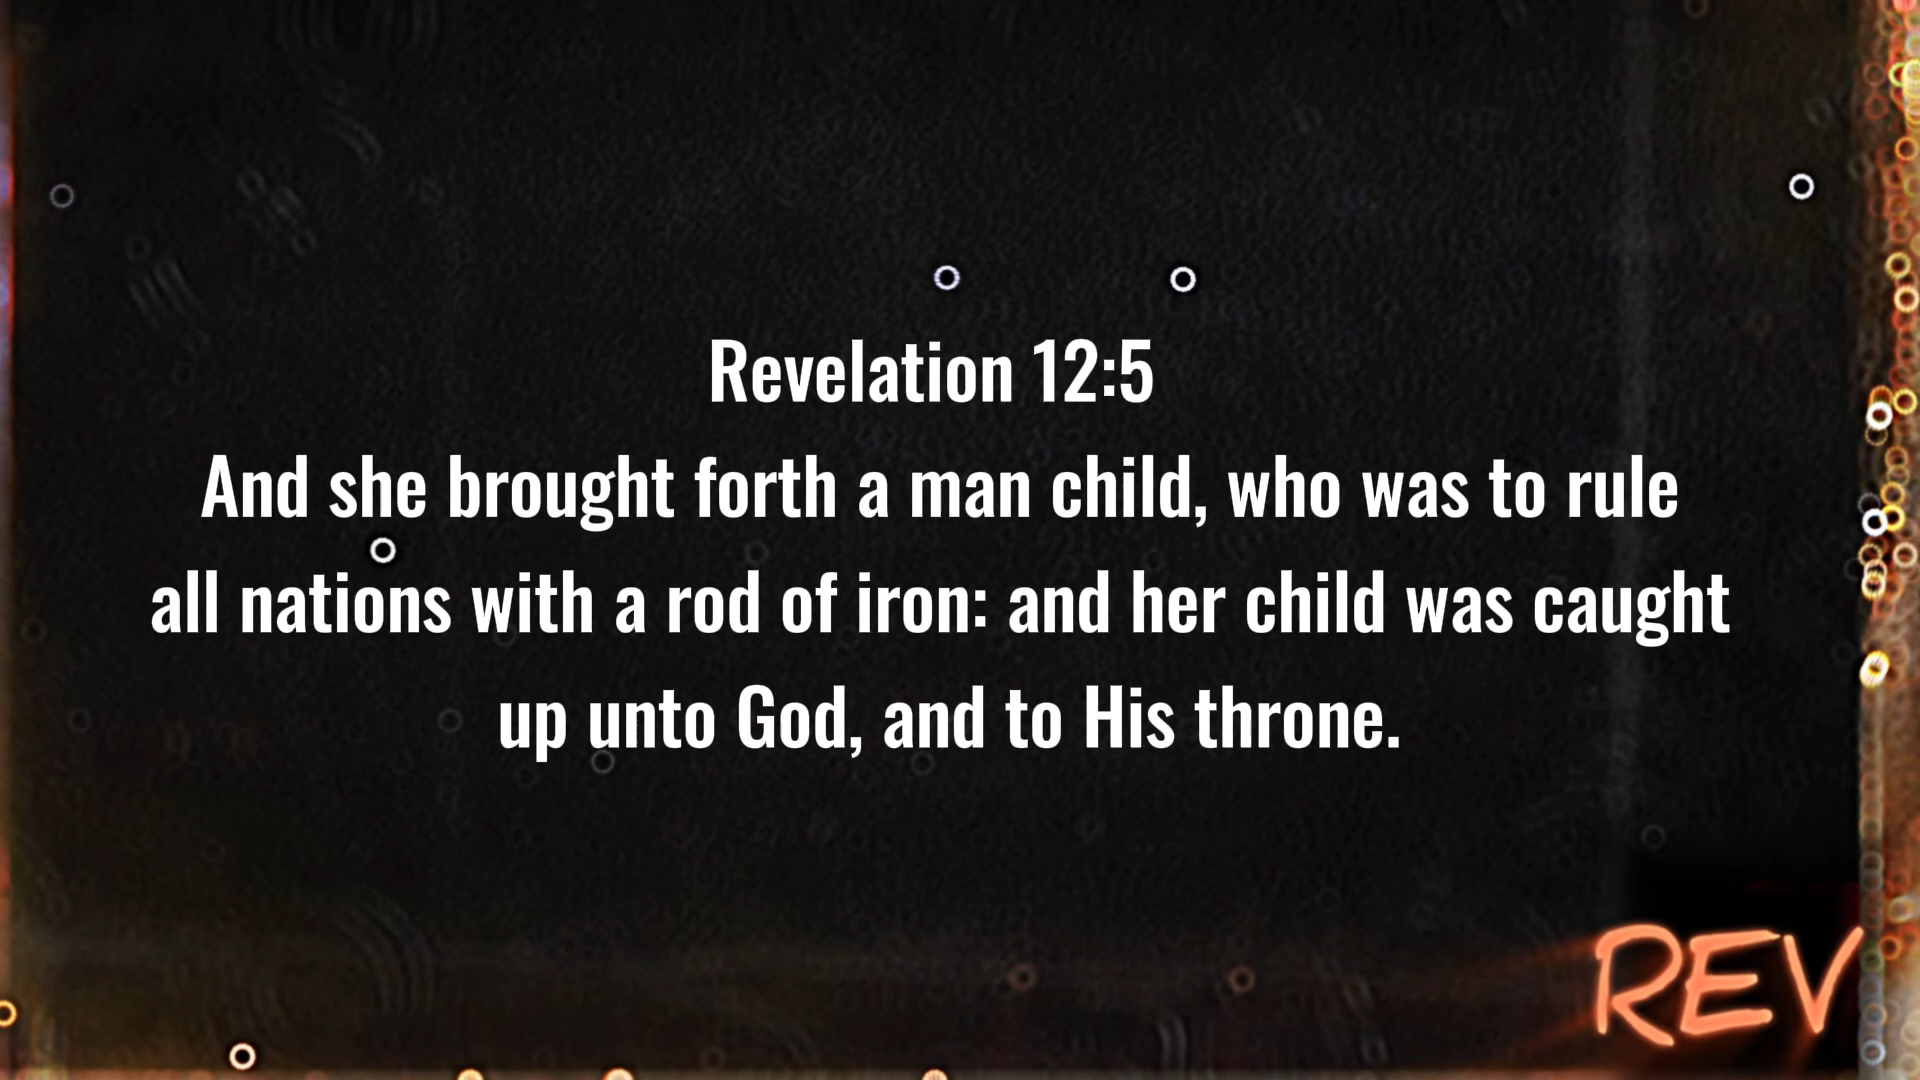 Revelation 12:5
And she brought forth a man child, who was to rule
all nations with a rod of iron: and her child was caught
up unto God, and to His throne.
REV